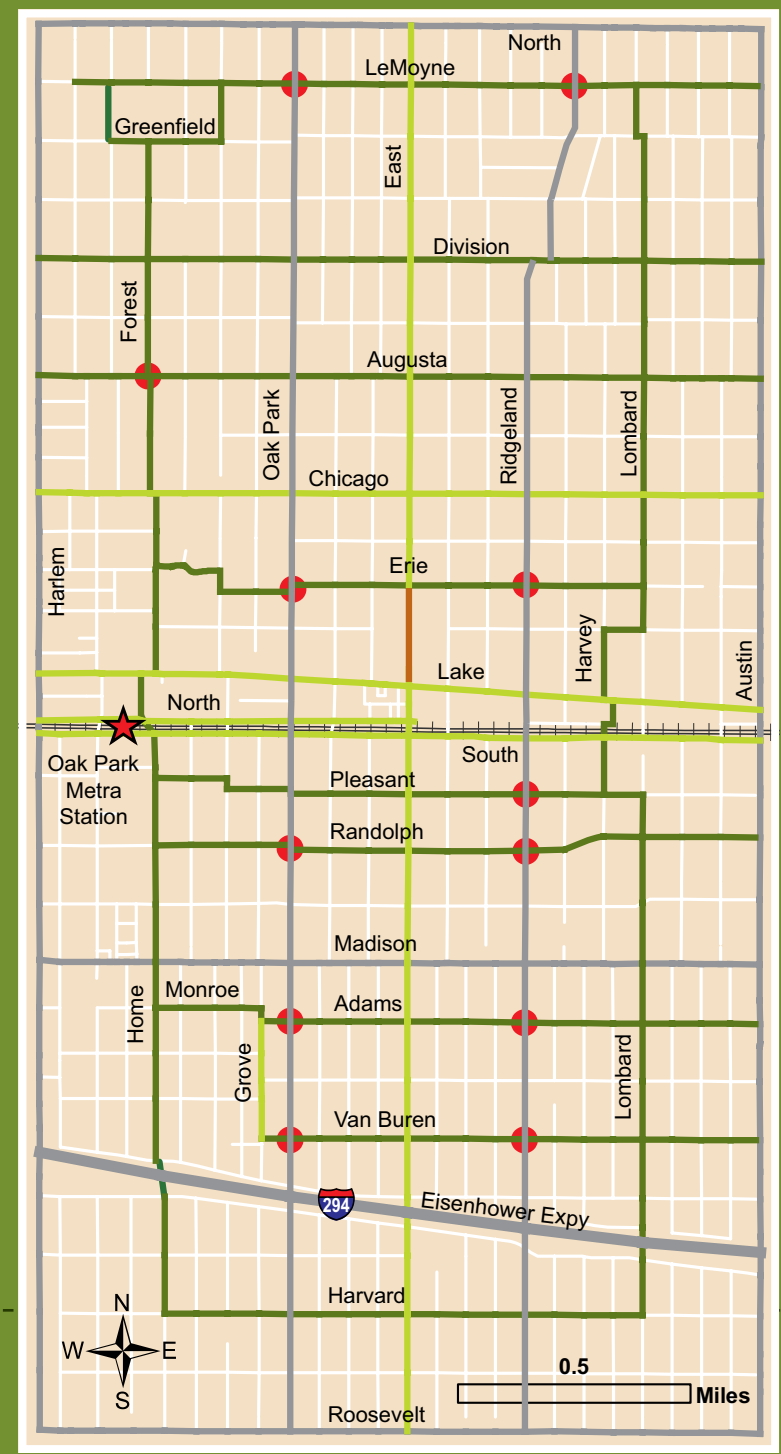 North
LeMoyne
Greenfield
East
Division
Forest
Augusta
Oak Park
Ridgeland
Lombard
Chicago
Harlem
Erie
Harvey
Lake
Austin
North
South
Oak Park
Metra
Station
Pleasant
Randolph
Madison
Home
Monroe
Adams
Grove
Lombard
Van Buren
294
Eisenhower Expy
Harvard
N
W
E
S
0.5
Miles
Roosevelt